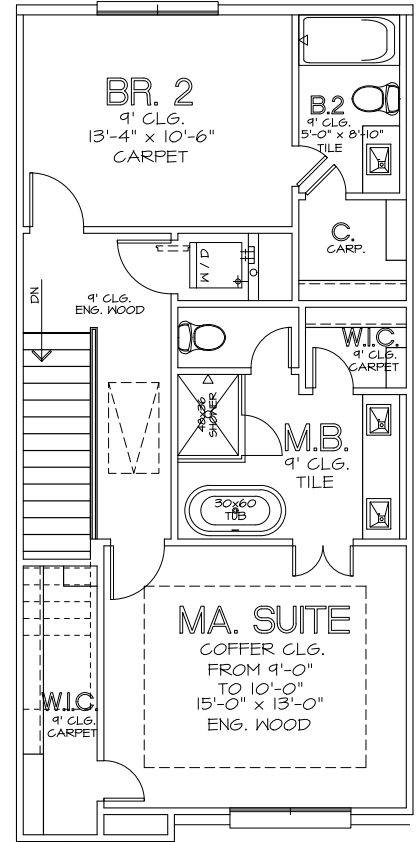 BR. 2
9' CLG.
13'-4" x 10'-6"
CARPET
B.2
9' CLG.
5'-0" x 8'-10"
TILE
C.
CARP.
W/D
DN
9' CLG.
ENG. WOOD
W.I.C.
9' CLG.
CARPET
48x36
SHOWER
M.B.
9' CLG.
TILE
30x60
TUB
MA. SUITE
COFFER CLG.
FROM 9'-0"
TO 10'-0"
15'-0" x 13'-0"
ENG. WOOD
W.I.C.
9' CLG.
CARPET